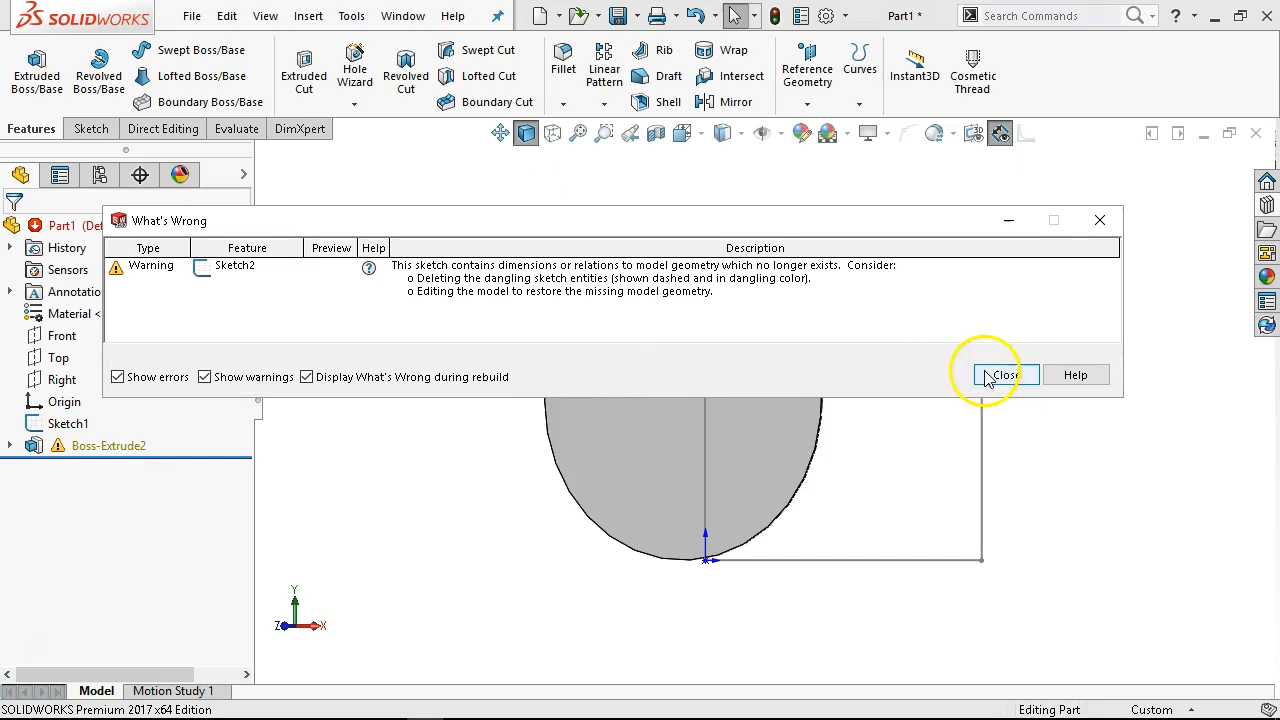 SOLIDWORKS
File Edit View Insert Tools Window Help
Part1 *
Search Commands
?
Extruded Boss/Base
Revolved Boss/Base
Swept Boss/Base
Lofted Boss/Base
Boundary Boss/Base
Extruded Cut
Hole Wizard
Revolved Cut
Swept Cut
Lofted Cut
Boundary Cut
Fillet
Linear Pattern
Rib
Draft
Shell
Wrap
Intersect
Mirror
Reference Geometry
Curves
Instant3D
Cosmetic Thread
Features Sketch Direct Editing Evaluate DimXpert
Part1 (Def
History
Sensors
Annotatio
Material <
Front
Top
Right
Origin
Sketch1
Boss-Extrude2
What's Wrong
Type Feature Preview Help Description
Warning Sketch2 ? This sketch contains dimensions or relations to model geometry which no longer exists. Consider:
o Deleting the dangling sketch entities (shown dashed and in dangling color).
o Editing the model to restore the missing model geometry.
Show errors Show warnings Display What's Wrong during rebuild
Close Help
Y
Z X
Model Motion Study 1
SOLIDWORKS Premium 2017 x64 Edition
Editing Part Custom